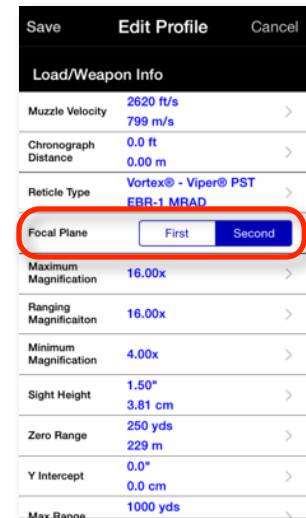 Save Edit Profile Cancel
Load/Weapon Info
Muzzle Velocity 2620 ft/s
799 m/s
Chronograph Distance 0.0 ft
0.00 m
Reticle Type Vortex® - Viper® PST
EBR-1 MRAD
Focal Plane First Second
Maximum Magnification 16.00x
Ranging Magnificaiton 16.00x
Minimum Magnification 4.00x
Sight Height 1.50"
3.81 cm
Zero Range 250 yds
229 m
Y Intercept 0.0"
0.0 cm
Max Range 1000 yds